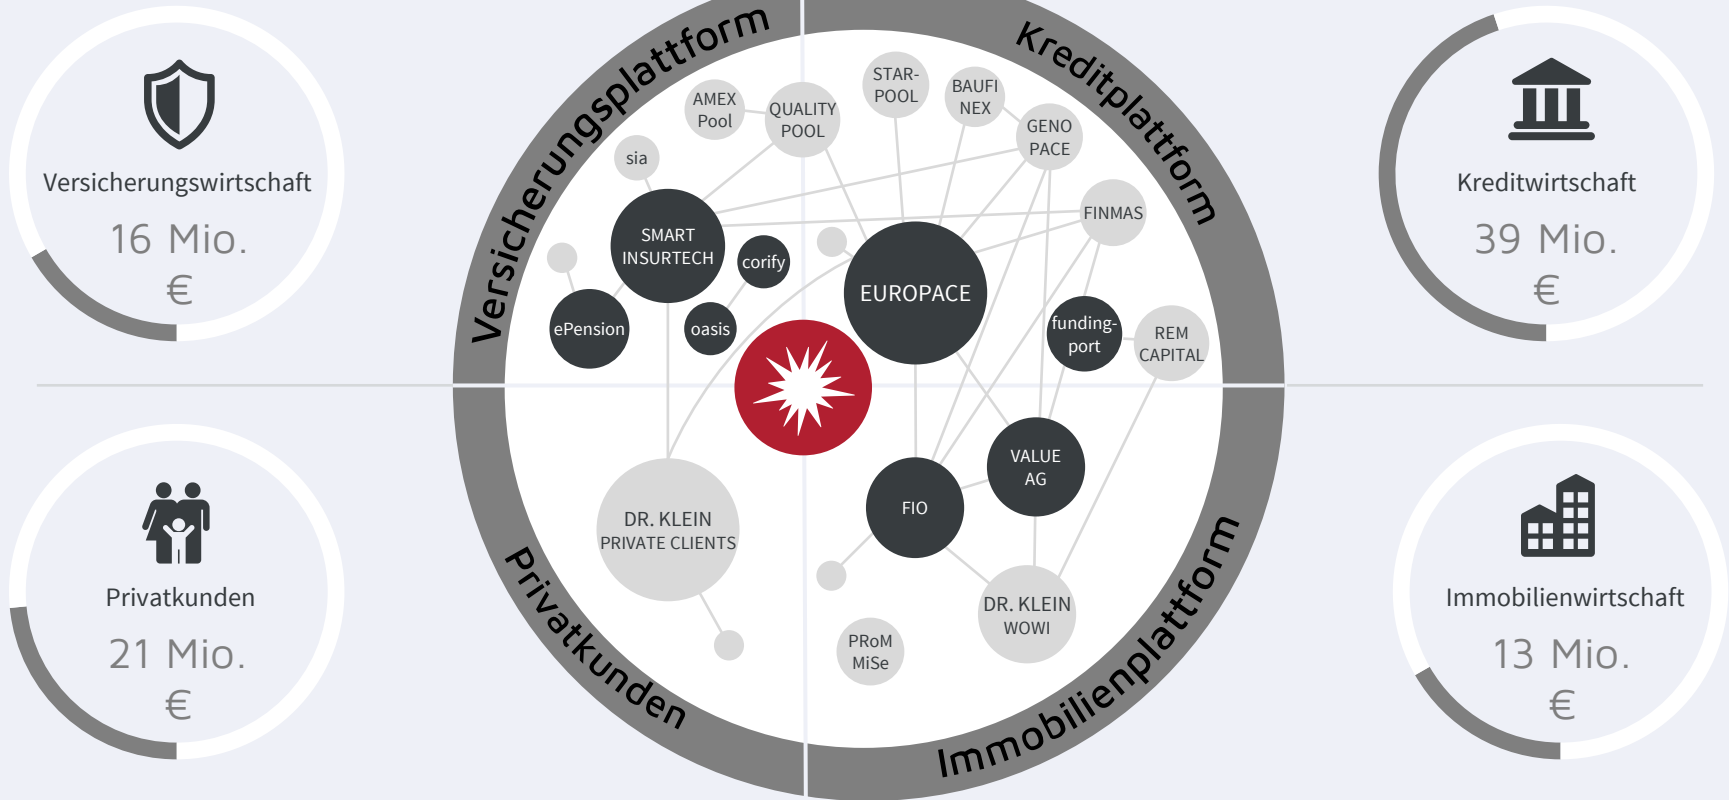 Versicherungswirtschaft
16 Mio.
€
Privatkunden
21 Mio.
€
Versicherungsplattform
Kreditplattform
Privatkunden
Immobilienplattform
AMEX
Pool
QUALITY
POOL
STAR-
POOL
BAUFI
NEX
GENO
PACE
sia
FINMAS
SMART
INSURTECH
corify
EUROPACE
ePension
oasis
funding-
port
REM
CAPITAL
VALUE
AG
FIO
DR. KLEIN
PRIVATE CLIENTS
DR. KLEIN
WOWI
PRoM
MiSe
Kreditwirtschaft
39 Mio.
€
Immobilienwirtschaft
13 Mio.
€